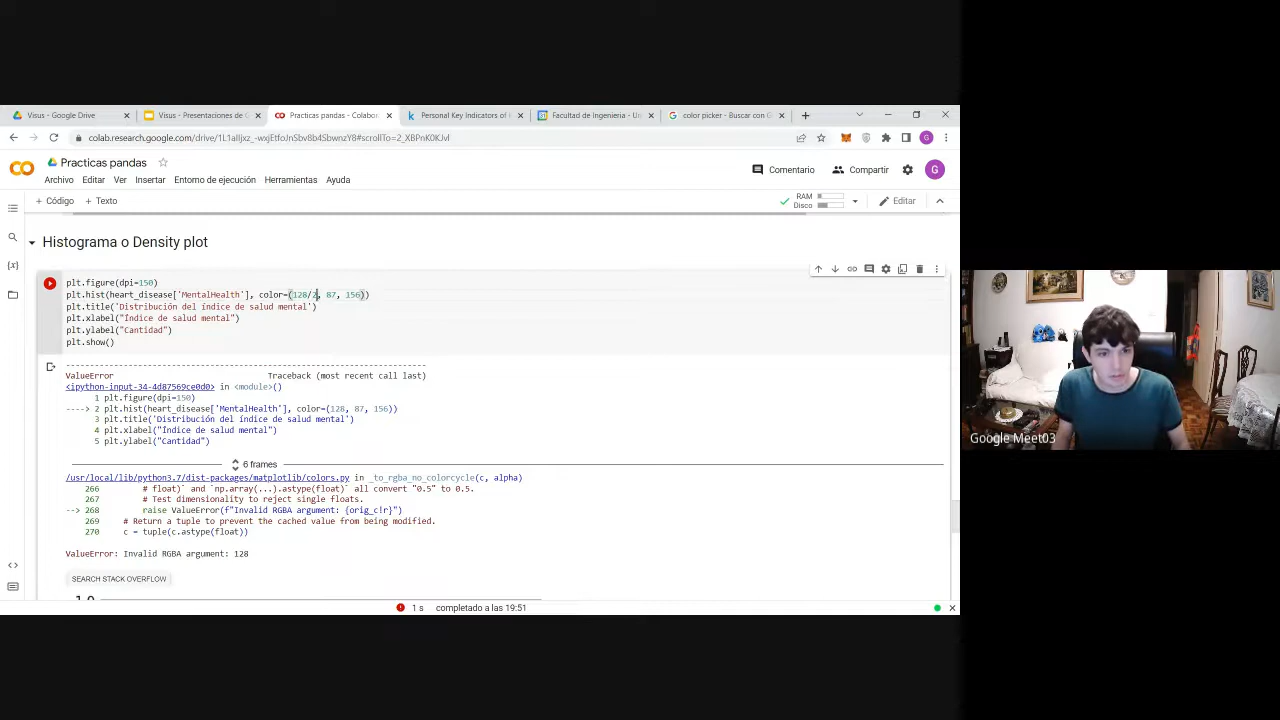 Visus - Google Drive
Visus - Presentaciones de G
Practicas pandas - Colabora
Personal Key Indicators of H
Facultad de Ingenieria - Un
color picker - Buscar con G
Practicas pandas
Comentario
Compartir
G
Archivo Editar Ver Insertar Entorno de ejecución Herramientas Ayuda
+ Código + Texto
RAM
Disco
Editar
Histograma o Density plot
plt.figure(dpi=150)
plt.hist(heart_disease['MentalHealth'], color=(128/2, 87, 156))
plt.title('Distribución del índice de salud mental')
plt.xlabel("Índice de salud mental")
plt.ylabel("Cantidad")
plt.show()
ValueError Traceback (most recent call last)
<ipython-input-34-4d87569ce0d0> in <module>()
1 plt.figure(dpi=150)
----> 2 plt.hist(heart_disease['MentalHealth'], color=(128, 87, 156))
3 plt.title('Distribución del índice de salud mental')
4 plt.xlabel("Índice de salud mental")
5 plt.ylabel("Cantidad")
6 frames
/usr/local/lib/python3.7/dist-packages/matplotlib/colors.py in _to_rgba_no_colorcycle(c, alpha)
266 # float)` and `np.array(...).astype(float)` all convert "0.5" to 0.5.
267 # Test dimensionality to reject single floats.
--> 268 raise ValueError(f"Invalid RGBA argument: {orig_c!r}")
269 # Return a tuple to prevent the cached value from being modified.
270 c = tuple(c.astype(float))
ValueError: Invalid RGBA argument: 128
SEARCH STACK OVERFLOW
1 s completado a las 19:51
Google Meet03